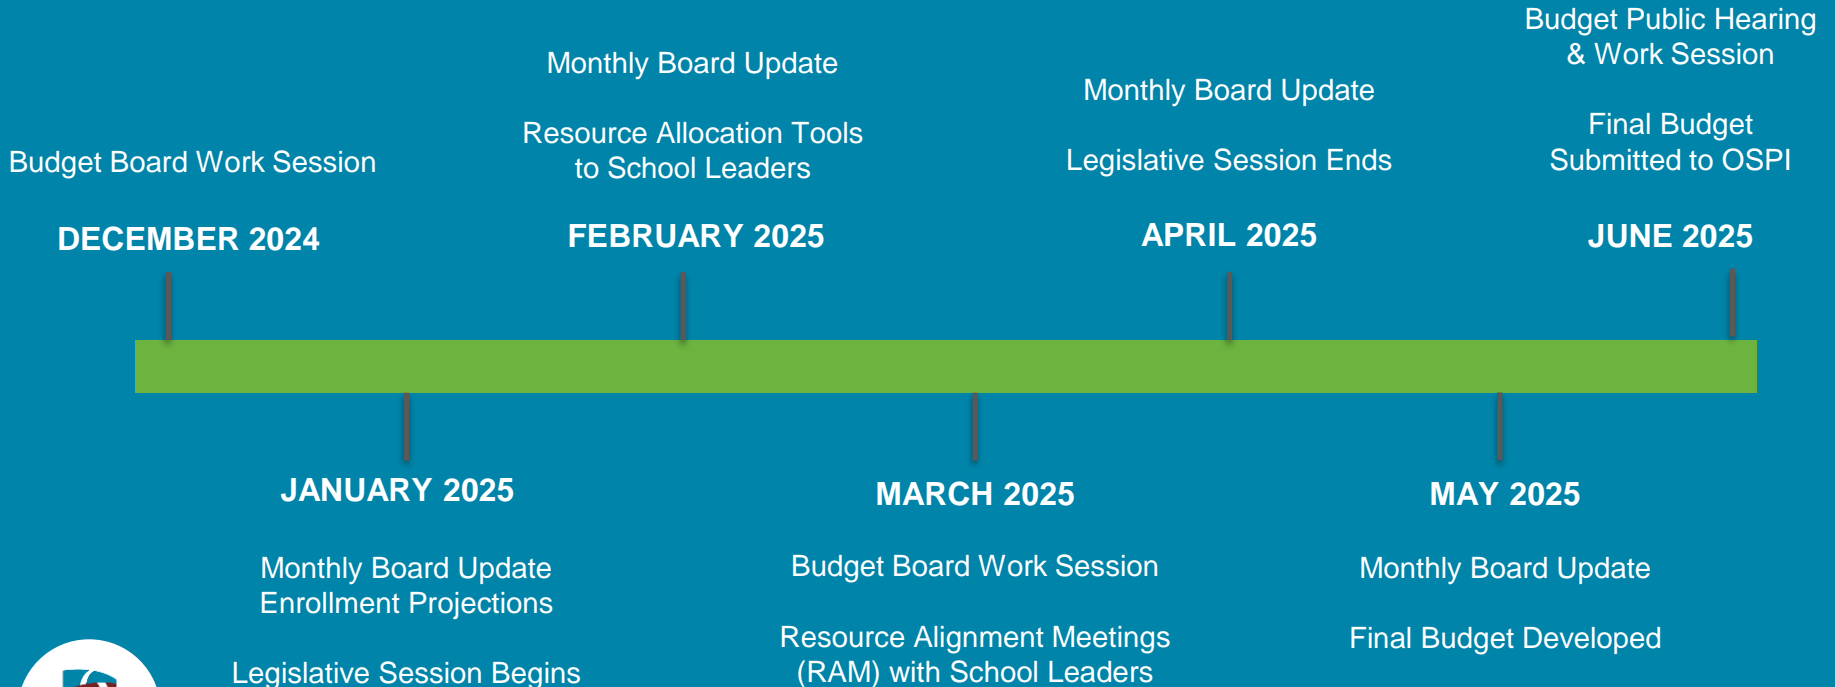 Budget Board Work Session
DECEMBER 2024
Monthly Board Update
Resource Allocation Tools
to School Leaders
FEBRUARY 2025
Monthly Board Update
Legislative Session Ends
APRIL 2025
Budget Public Hearing
& Work Session
Final Budget
Submitted to OSPI
JUNE 2025
JANUARY 2025
Monthly Board Update
Enrollment Projections
Legislative Session Begins
MARCH 2025
Budget Board Work Session
Resource Alignment Meetings
(RAM) with School Leaders
MAY 2025
Monthly Board Update
Final Budget Developed